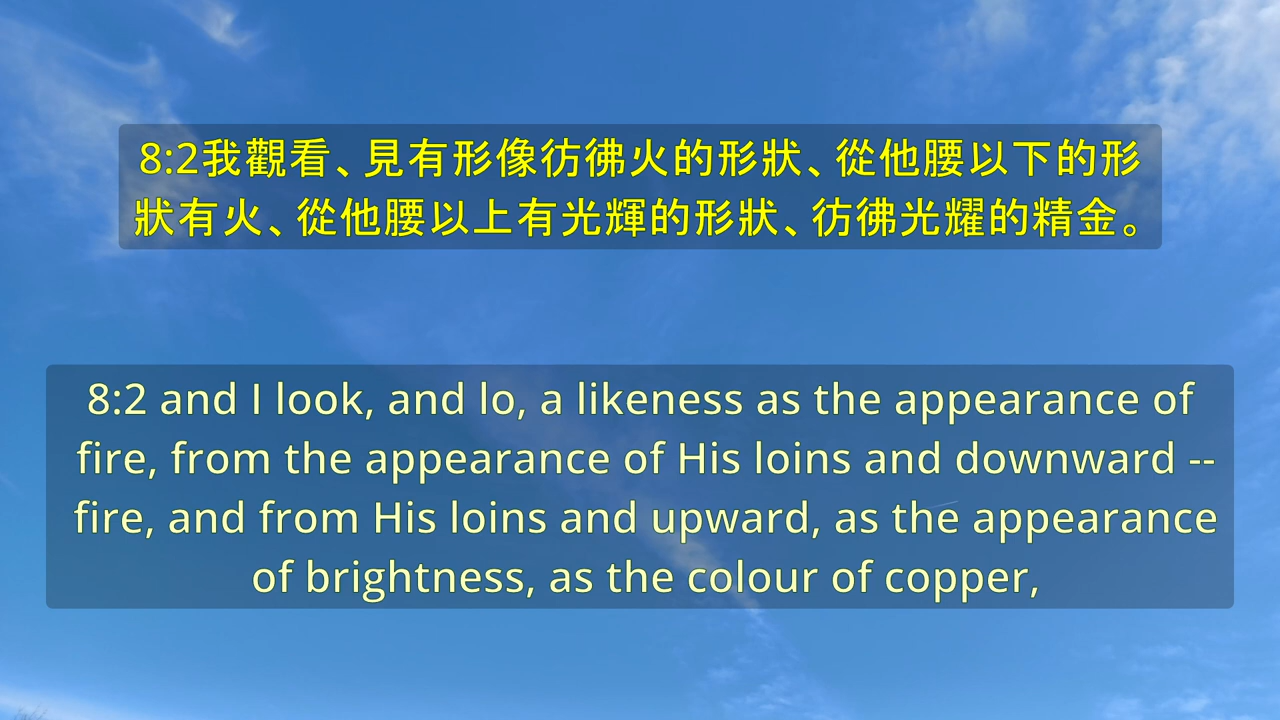 8:2我觀看、見有形像彷彿火的形狀、從他腰以下的形
狀有火、從他腰以上有光輝的形狀、彷彿光耀的精金。
8:2 and I look, and lo, a likeness as the appearance of
fire, from the appearance of His loins and downward --
fire, and from His loins and upward, as the appearance
of brightness, as the colour of copper,